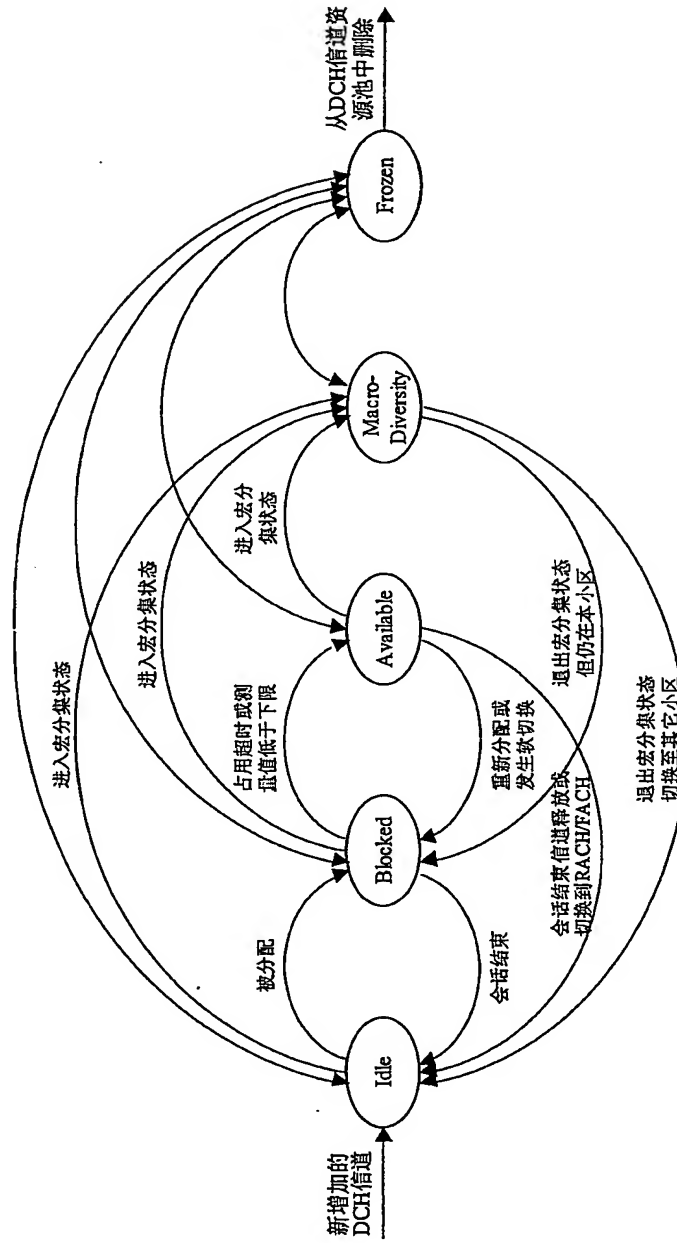 新增加的
DCH信道
Idle
被分配
会话结束
Blocked
占用超时或测
量值低于下限
重新分配或
发生软切换
Available
进入宏分
集状态
Macro-
Diversity
Frozen
从DCH信道资
源池中删除
进入宏分集状态
进入宏分集状态
退出宏分集状态
但仍在本小区
会话结束信道释放或
切换到RACH/FACH
退出宏分集状态
切换至其它小区